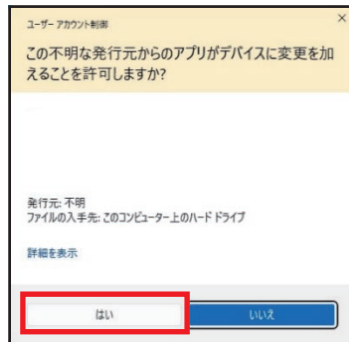 ユーザー アカウント制御
×
この不明な発行元からのアプリがデバイスに変更を加
えることを許可しますか?
発行元: 不明
ファイルの入手先: このコンピューター上のハード ドライブ
詳細を表示
はい
いいえ